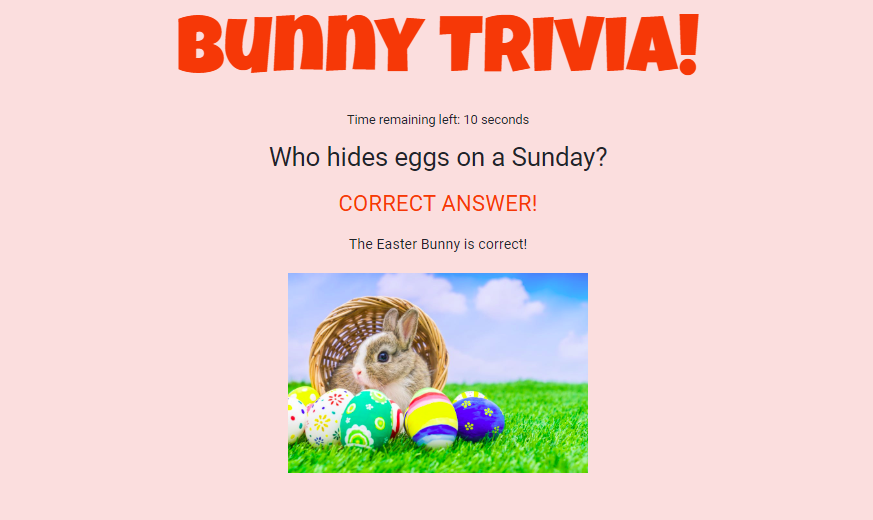 BUNNY TRIVIA!
Time remaining left: 10 seconds
Who hides eggs on a Sunday?
CORRECT ANSWER!
The Easter Bunny is correct!